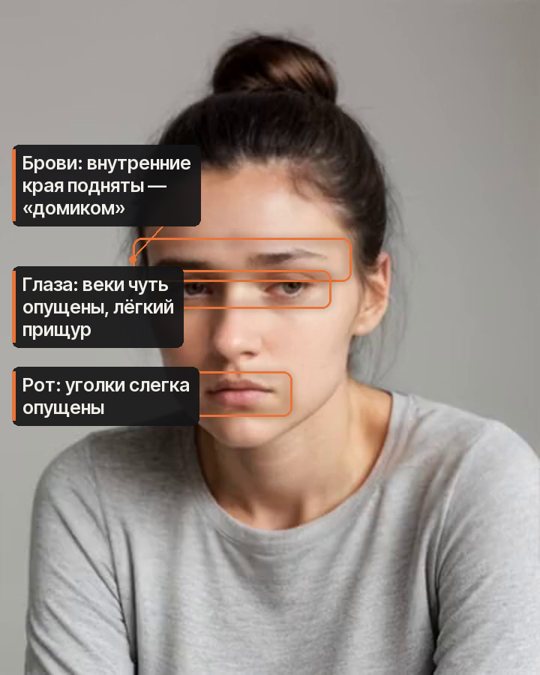 Брови: внутренние
края подняты —
«домиком»
Глаза: веки чуть
опущены, лёгкий
прищур
Рот: уголки слегка
опущены